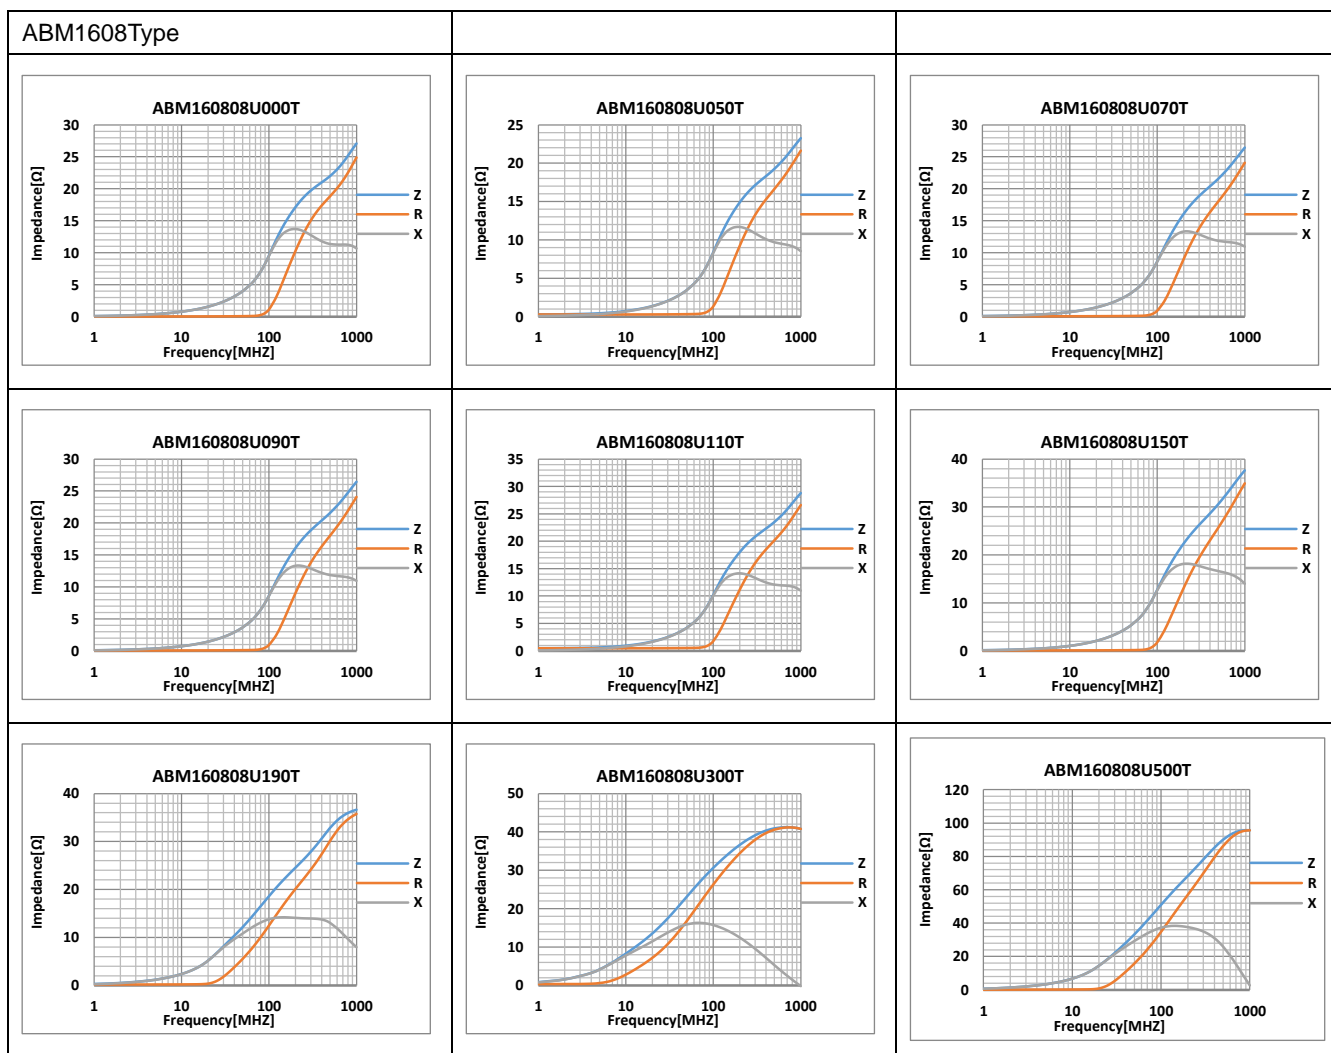 ABM1608Type
ABM160808U000T
30
25
20
15
10
5
0
Impedance[Ω]
1 10 100 1000
Frequency[MHZ]
Z
R
X
ABM160808U050T
25
20
15
10
5
0
Impedance[Ω]
1 10 100 1000
Frequency[MHZ]
Z
R
X
ABM160808U070T
30
25
20
15
10
5
0
Impedance[Ω]
1 10 100 1000
Frequency[MHZ]
Z
R
X
ABM160808U090T
30
25
20
15
10
5
0
Impedance[Ω]
1 10 100 1000
Frequency[MHZ]
Z
R
X
ABM160808U110T
35
30
25
20
15
10
5
0
Impedance[Ω]
1 10 100 1000
Frequency[MHZ]
Z
R
X
ABM160808U150T
40
30
20
10
0
Impedance[Ω]
1 10 100 1000
Frequency[MHZ]
Z
R
X
ABM160808U190T
40
30
20
10
0
Impedance[Ω]
1 10 100 1000
Frequency[MHZ]
Z
R
X
ABM160808U300T
50
40
30
20
10
0
Impedance[Ω]
1 10 100 1000
Frequency[MHZ]
Z
R
X
ABM160808U500T
120
100
80
60
40
20
0
Impedance[Ω]
1 10 100 1000
Frequency[MHZ]
Z
R
X